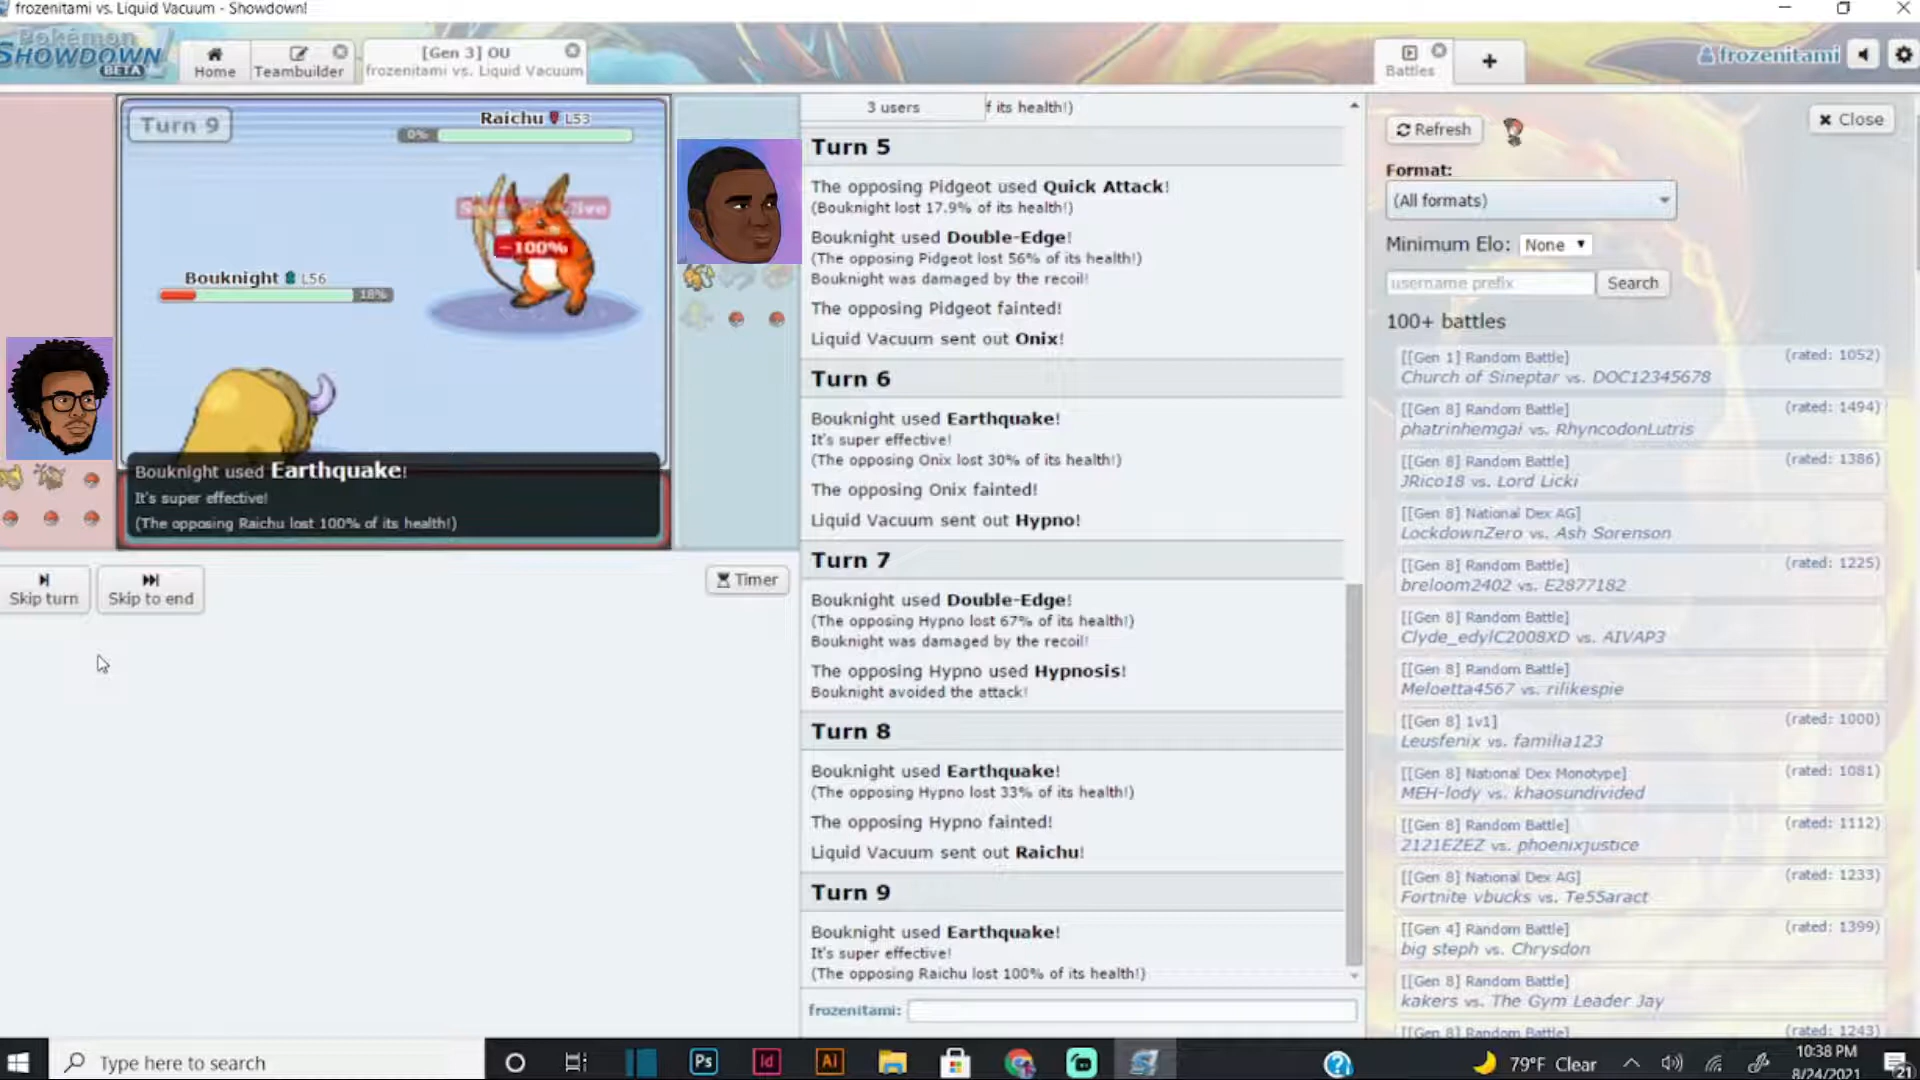 frozenitami vs. Liquid Vacuum - Showdown!
Pokémon
SHOWDOWN
BETA
Home
Teambuilder
[Gen 3] OU
frozenitami vs. Liquid Vacuum
Battles
+
frozenitami
Turn 9
Raichu L53
0%
-100%
Bouknight L56
18%
Bouknight used Earthquake!
It's super effective!
(The opposing Raichu lost 100% of its health!)
Skip turn
Skip to end
Timer
3 users
f its health!)
Turn 5
The opposing Pidgeot used Quick Attack!
(Bouknight lost 17.9% of its health!)
Bouknight used Double-Edge!
(The opposing Pidgeot lost 56% of its health!)
Bouknight was damaged by the recoil!
The opposing Pidgeot fainted!
Liquid Vacuum sent out Onix!
Turn 6
Bouknight used Earthquake!
It's super effective!
(The opposing Onix lost 30% of its health!)
The opposing Onix fainted!
Liquid Vacuum sent out Hypno!
Turn 7
Bouknight used Double-Edge!
(The opposing Hypno lost 67% of its health!)
Bouknight was damaged by the recoil!
The opposing Hypno used Hypnosis!
Bouknight avoided the attack!
Turn 8
Bouknight used Earthquake!
(The opposing Hypno lost 33% of its health!)
The opposing Hypno fainted!
Liquid Vacuum sent out Raichu!
Turn 9
Bouknight used Earthquake!
It's super effective!
(The opposing Raichu lost 100% of its health!)
frozenitami:
Refresh
Close
Format:
(All formats)
Minimum Elo: None
username prefix
Search
100+ battles
[[Gen 1] Random Battle] (rated: 1052)
Church of Sineptar vs. DOC12345678
[[Gen 8] Random Battle] (rated: 1494)
phatrinhemgai vs. RhyncodonLutris
[[Gen 8] Random Battle] (rated: 1386)
JRico18 vs. Lord Licki
[[Gen 8] National Dex AG]
LockdownZero vs. Ash Sorenson
[[Gen 8] Random Battle] (rated: 1225)
breloom2402 vs. E2877182
[[Gen 8] Random Battle]
Clyde_edylC2008XD vs. AIVAP3
[[Gen 8] Random Battle]
Meloetta4567 vs. rilikespie
[[Gen 8] 1v1] (rated: 1000)
Leusfenix vs. familia123
[[Gen 8] National Dex Monotype] (rated: 1081)
MEH-lody vs. khaosundivided
[[Gen 8] Random Battle] (rated: 1112)
2121EZEZ vs. phoenixjustice
[[Gen 8] National Dex AG] (rated: 1233)
Fortnite vbucks vs. Te5Saract
[[Gen 4] Random Battle] (rated: 1399)
big steph vs. Chrysdon
[[Gen 8] Random Battle]
kakers vs. The Gym Leader Jay
[[Gen 8] Random Battle] (rated: 1243)
Type here to search
Ps
Id
Ai
79°F Clear
10:38 PM
8/24/2021
21